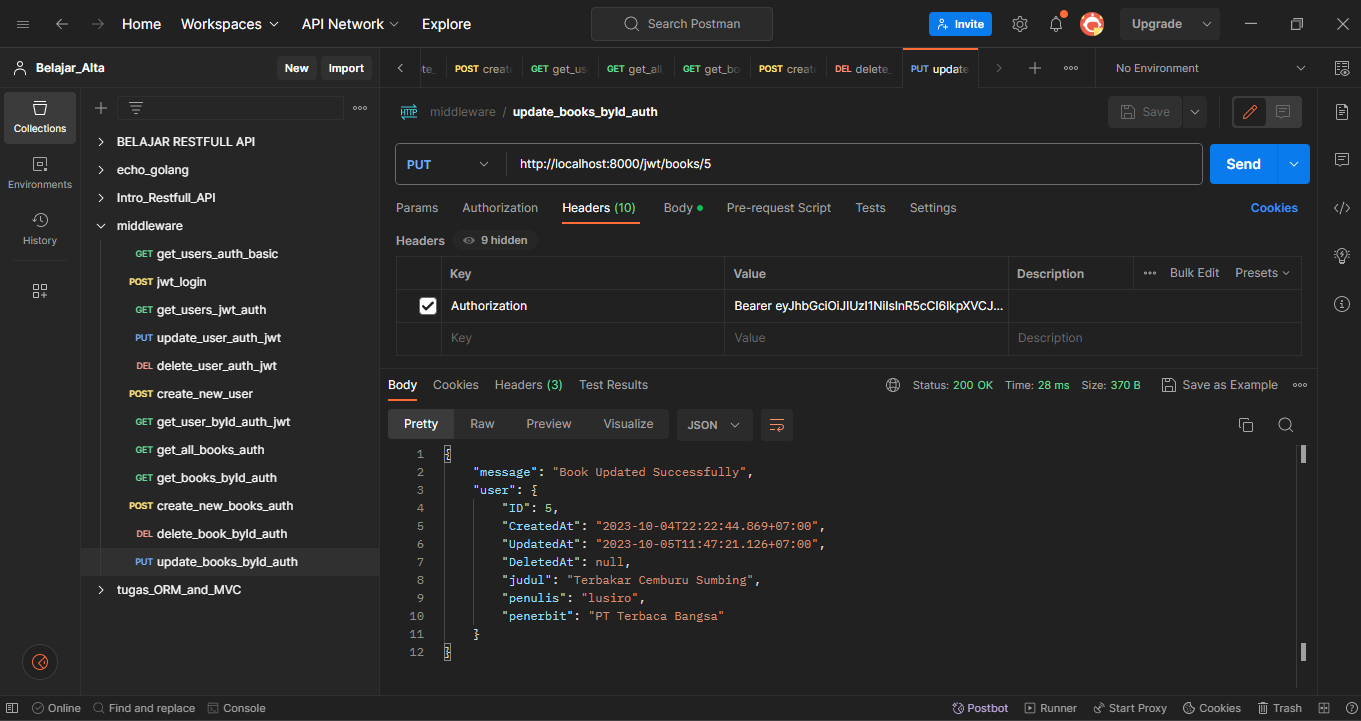 Home Workspaces API Network Explore Search Postman Invite Upgrade
Belajar_Alta New Import
POST create GET get_us GET get_all GET get_bo POST create DEL delete_ PUT update No Environment
Collections
Environments
History
BELAJAR RESTFULL API
echo_golang
Intro_Restfull_API
middleware
GET get_users_auth_basic
POST jwt_login
GET get_users_jwt_auth
PUT update_user_auth_jwt
DEL delete_user_auth_jwt
POST create_new_user
GET get_user_byId_auth_jwt
GET get_all_books_auth
GET get_books_byId_auth
POST create_new_books_auth
DEL delete_book_byId_auth
PUT update_books_byId_auth
tugas_ORM_and_MVC
HTTP middleware / update_books_byId_auth Save
PUT http://localhost:8000/jwt/books/5 Send
Params Authorization Headers (10) Body Pre-request Script Tests Settings Cookies
Headers 9 hidden
Key Value Description Bulk Edit Presets
Authorization Bearer eyJhbGciOiJIUzI1NiIsInR5cCI6IkpXVCJ...
Key Value Description
Body Cookies Headers (3) Test Results Status: 200 OK Time: 28 ms Size: 370 B Save as Example
Pretty Raw Preview Visualize JSON
1 {
2 "message": "Book Updated Successfully",
3 "user": {
4 "ID": 5,
5 "CreatedAt": "2023-10-04T22:22:44.869+07:00",
6 "UpdatedAt": "2023-10-05T11:47:21.126+07:00",
7 "DeletedAt": null,
8 "judul": "Terbakar Cemburu Sumbing",
9 "penulis": "lusiro",
10 "penerbit": "PT Terbaca Bangsa"
11 }
12 }
Online Find and replace Console Postbot Runner Start Proxy Cookies Trash